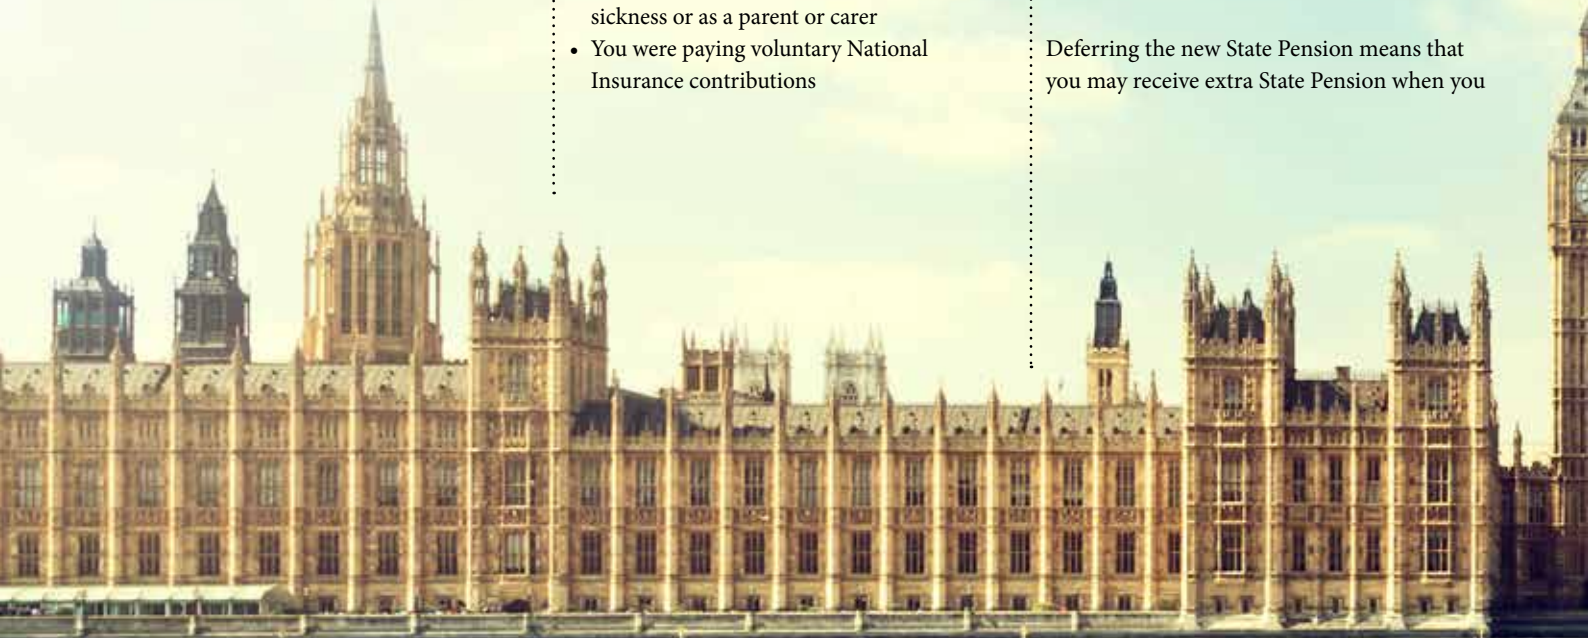 sickness or as a parent or carer
• You were paying voluntary National
Insurance contributions
Deferring the new State Pension means that
you may receive extra State Pension when you